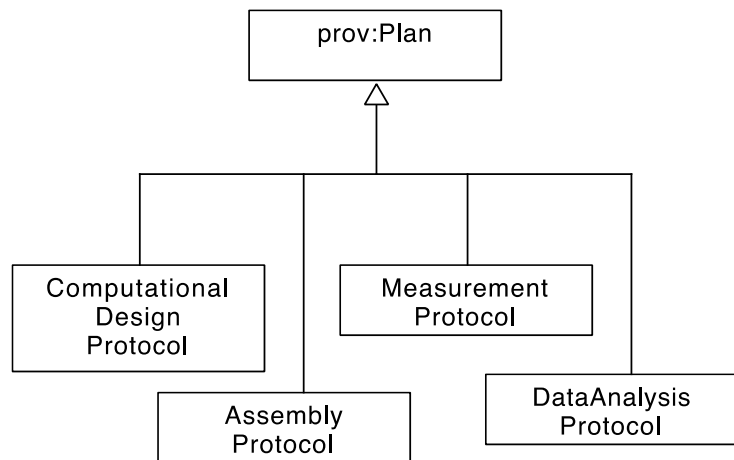 prov:Plan
Computational
Design
Protocol
Measurement
Protocol
Assembly
Protocol
DataAnalysis
Protocol